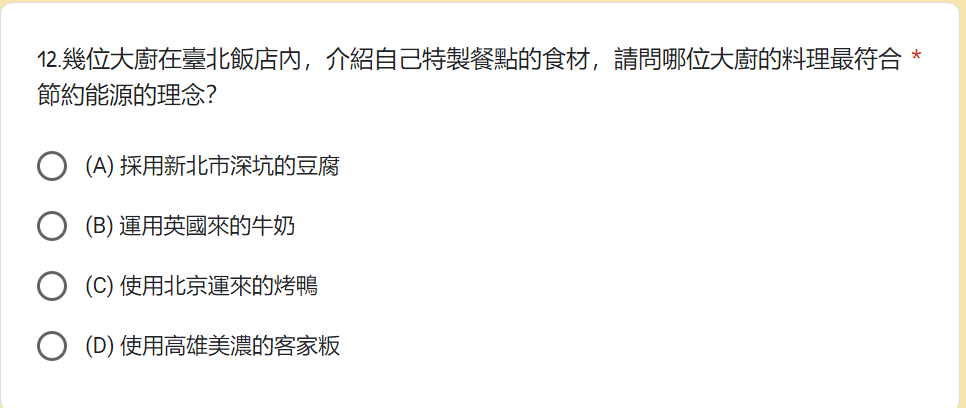 12.幾位大廚在臺北飯店內，介紹自己特製餐點的食材，請問哪位大廚的料理最符合 *
節約能源的理念?
(A) 採用新北市深坑的豆腐
(B) 運用英國來的牛奶
(C) 使用北京運來的烤鴨
(D) 使用高雄美濃的客家粄